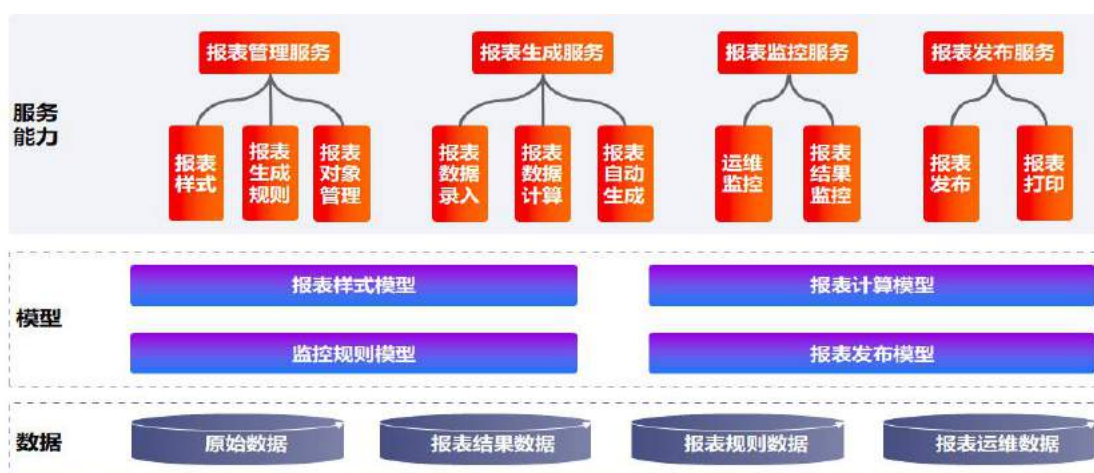 报表管理服务
报表生成服务
报表监控服务
报表发布服务
服务
能力
报表
样式
报表
生成
规则
报表
对象
管理
报表
数据
录入
报表
数据
计算
报表
自动
生成
运维
监控
报表
结果
监控
报表
发布
报表
打印
模型
报表样式模型
报表计算模型
监控规则模型
报表发布模型
数据
原始数据
报表结果数据
报表规则数据
报表运维数据